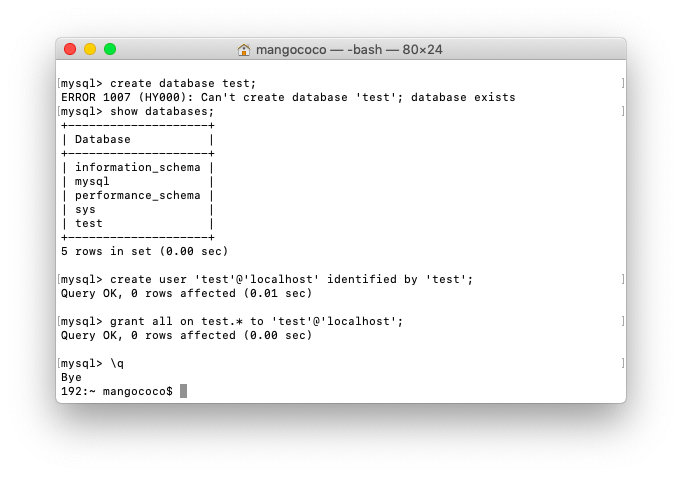 mangococo — -bash — 80×24
[mysql> create database test; ]
ERROR 1007 (HY000): Can't create database 'test'; database exists
[mysql> show databases; ]
+--------------------+
| Database           |
+--------------------+
| information_schema |
| mysql              |
| performance_schema |
| sys                |
| test               |
+--------------------+
5 rows in set (0.00 sec)
[mysql> create user 'test'@'localhost' identified by 'test'; ]
Query OK, 0 rows affected (0.01 sec)
[mysql> grant all on test.* to 'test'@'localhost'; ]
Query OK, 0 rows affected (0.00 sec)
[mysql> \q ]
Bye
192:~ mangococo$